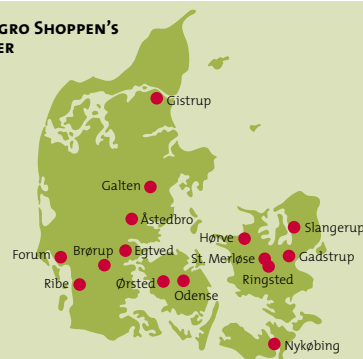 GRO SHOPPEN'S
ER
Gistrup
Galten
Åstedbro
Hørve
Slangerup
Forum
Brørup
Egtved
St. Merløse
Gadstrup
Ribe
Ørsted
Odense
Ringsted
Nykøbing